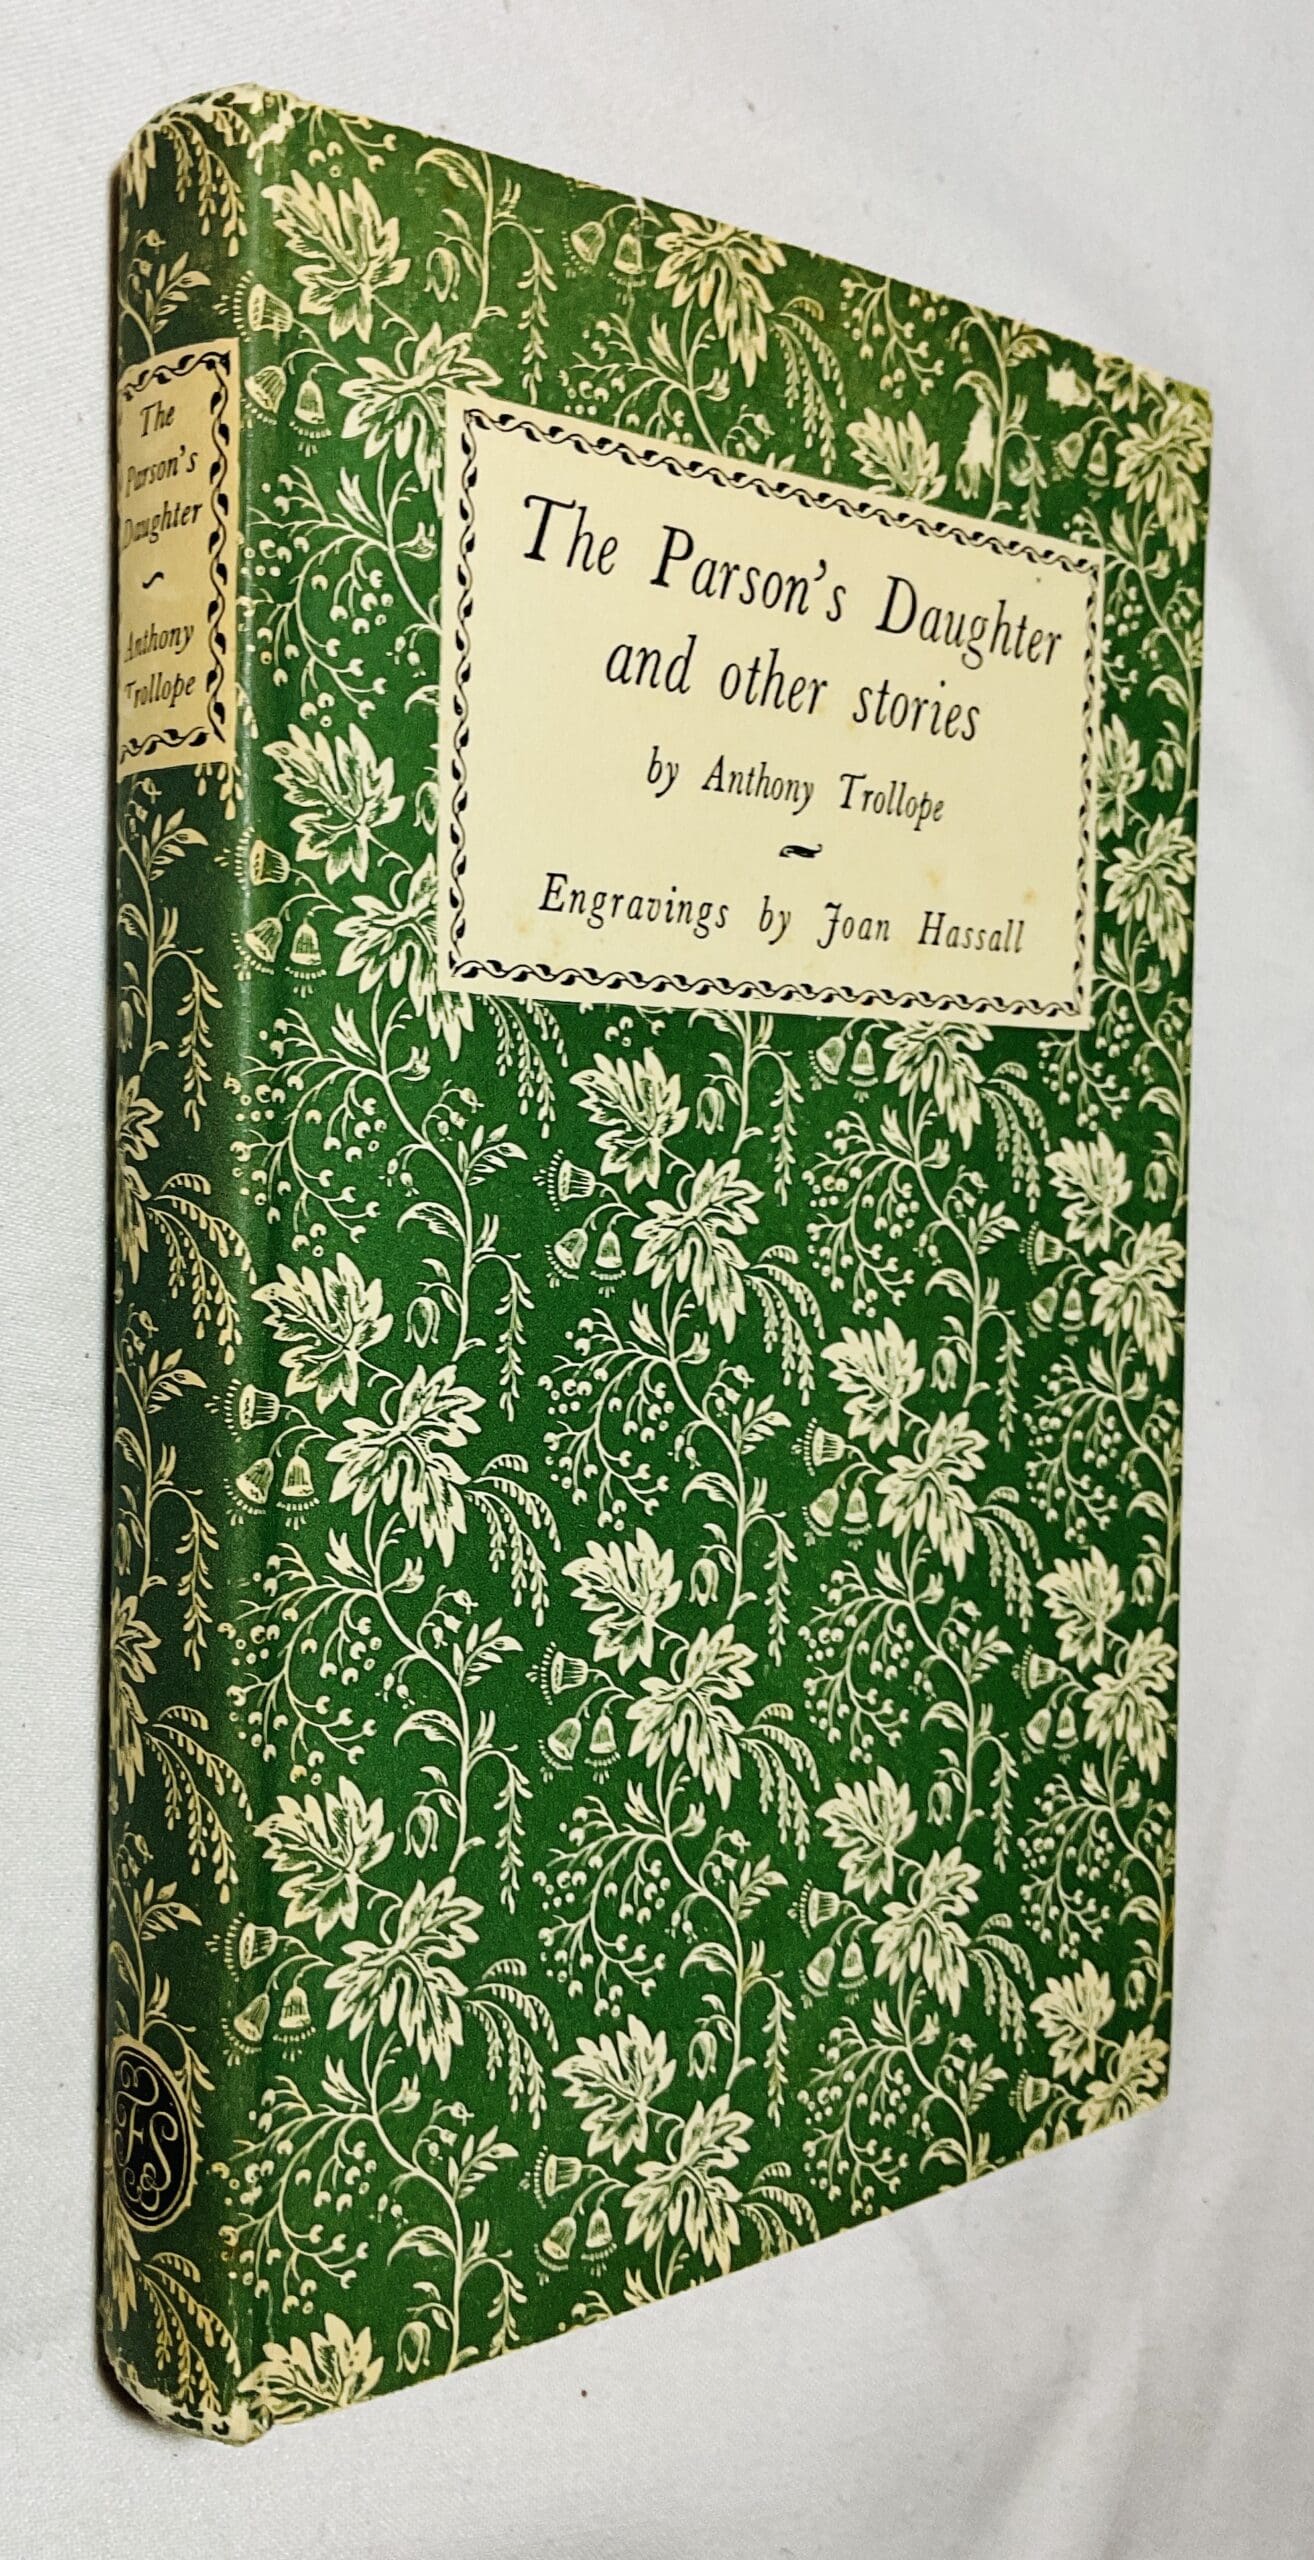 The
Parson's
Daughter
Anthony
Trollope
FS
The Parson's Daughter
and other stories
by Anthony Trollope
Engravings by Joan Hassall